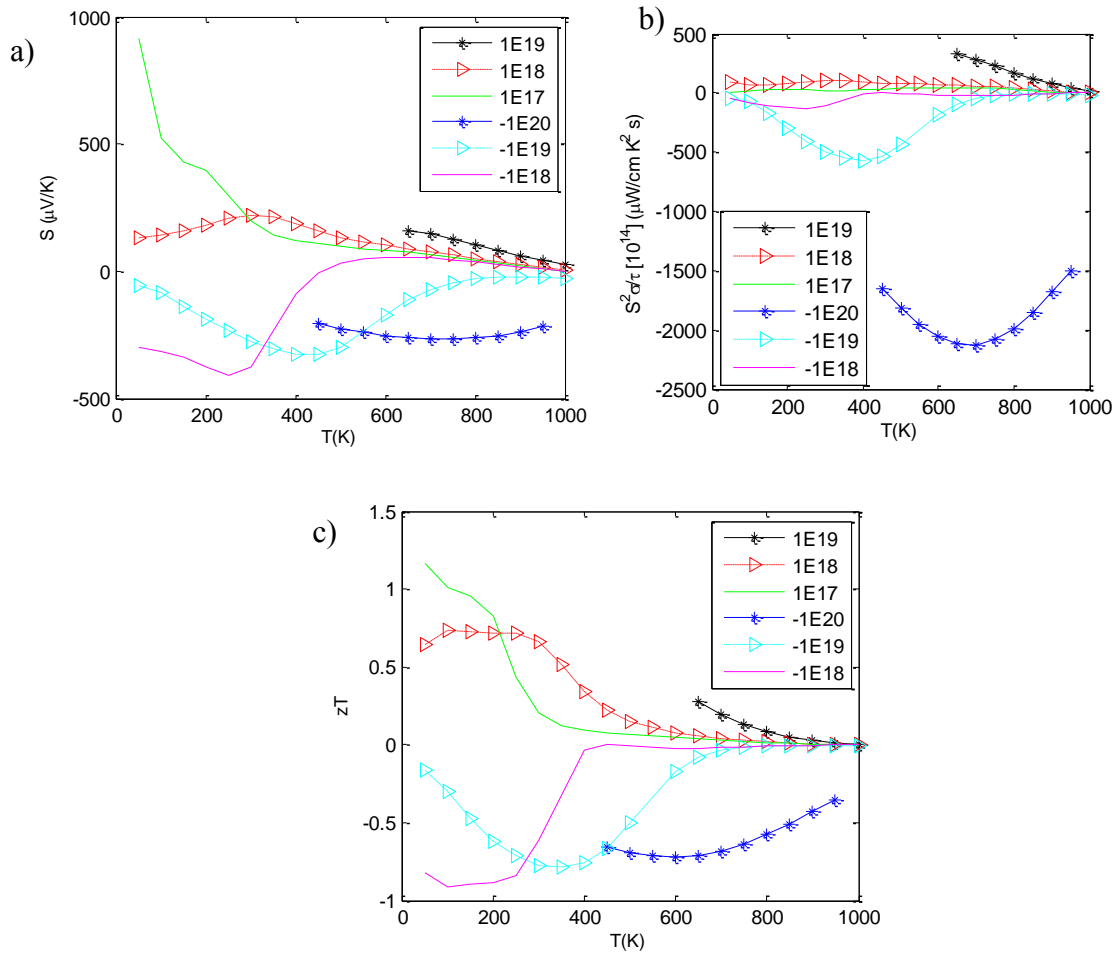 a)
1000
500
0
-500
S (μV/K)
0 200 400 600 800 1000
T(K)
1E19
1E18
1E17
-1E20
-1E19
-1E18
b)
500
0
-500
-1000
-1500
-2000
-2500
S²σ/τ [10¹⁴] (μW/cm K² s)
0 200 400 600 800 1000
T(K)
1E19
1E18
1E17
-1E20
-1E19
-1E18
c)
1.5
1
0.5
0
-0.5
-1
zT
0 200 400 600 800 1000
T(K)
1E19
1E18
1E17
-1E20
-1E19
-1E18